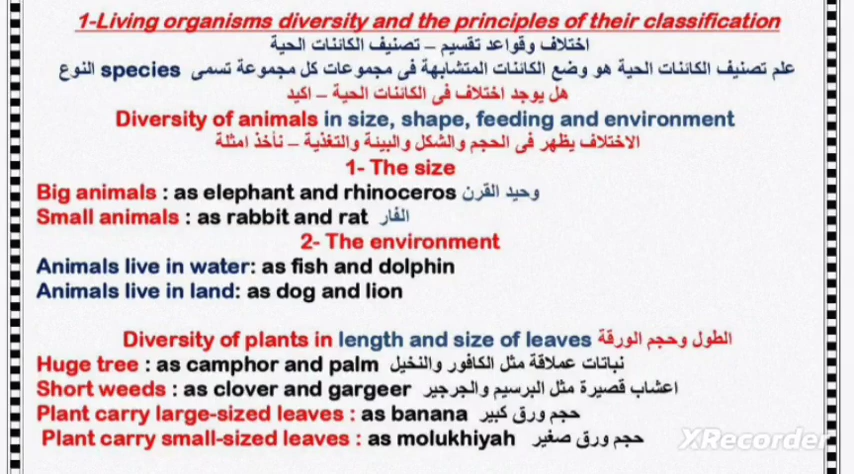 1-Living organisms diversity and the principles of their classification
اختلاف وقواعد تقسيم – تصنيف الكائنات الحية
علم تصنيف الكائنات الحية هو وضع الكائنات المتشابهة فى مجموعات كل مجموعة تسمى species النوع
هل يوجد اختلاف فى الكائنات الحية – اكيد
Diversity of animals in size, shape, feeding and environment
الاختلاف يظهر فى الحجم والشكل والبيئة والتغذية – نأخذ امثلة
1- The size
Big animals : as elephant and rhinoceros وحيد القرن
Small animals : as rabbit and rat الفار
2- The environment
Animals live in water: as fish and dolphin
Animals live in land: as dog and lion
Diversity of plants in length and size of leaves الطول وحجم الورقة
Huge tree : as camphor and palm نباتات عملاقة مثل الكافور والنخيل
Short weeds : as clover and gargeer اعشاب قصيرة مثل البرسيم والجرجير
Plant carry large-sized leaves : as banana حجم ورق كبير
Plant carry small-sized leaves : as molukhiyah حجم ورق صغير
XRecorder